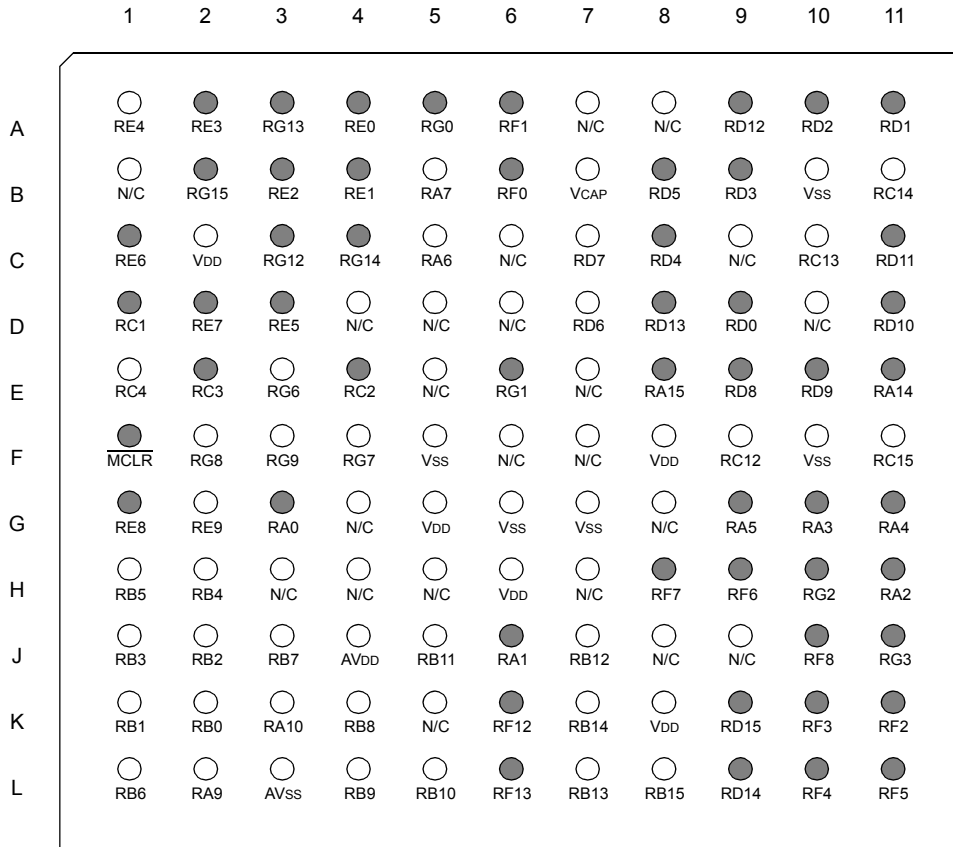 1 2 3 4 5 6 7 8 9 10 11
A
RE4 RE3 RG13 RE0 RG0 RF1 N/C N/C RD12 RD2 RD1
B
N/C RG15 RE2 RE1 RA7 RF0 VCAP RD5 RD3 VSS RC14
C
RE6 VDD RG12 RG14 RA6 N/C RD7 RD4 N/C RC13 RD11
D
RC1 RE7 RE5 N/C N/C N/C RD6 RD13 RD0 N/C RD10
E
RC4 RC3 RG6 RC2 N/C RG1 N/C RA15 RD8 RD9 RA14
F
MCLR RG8 RG9 RG7 VSS N/C N/C VDD RC12 VSS RC15
G
RE8 RE9 RA0 N/C VDD VSS VSS N/C RA5 RA3 RA4
H
RB5 RB4 N/C N/C N/C VDD N/C RF7 RF6 RG2 RA2
J
RB3 RB2 RB7 AVDD RB11 RA1 RB12 N/C N/C RF8 RG3
K
RB1 RB0 RA10 RB8 N/C RF12 RB14 VDD RD15 RF3 RF2
L
RB6 RA9 AVSS RB9 RB10 RF13 RB13 RB15 RD14 RF4 RF5